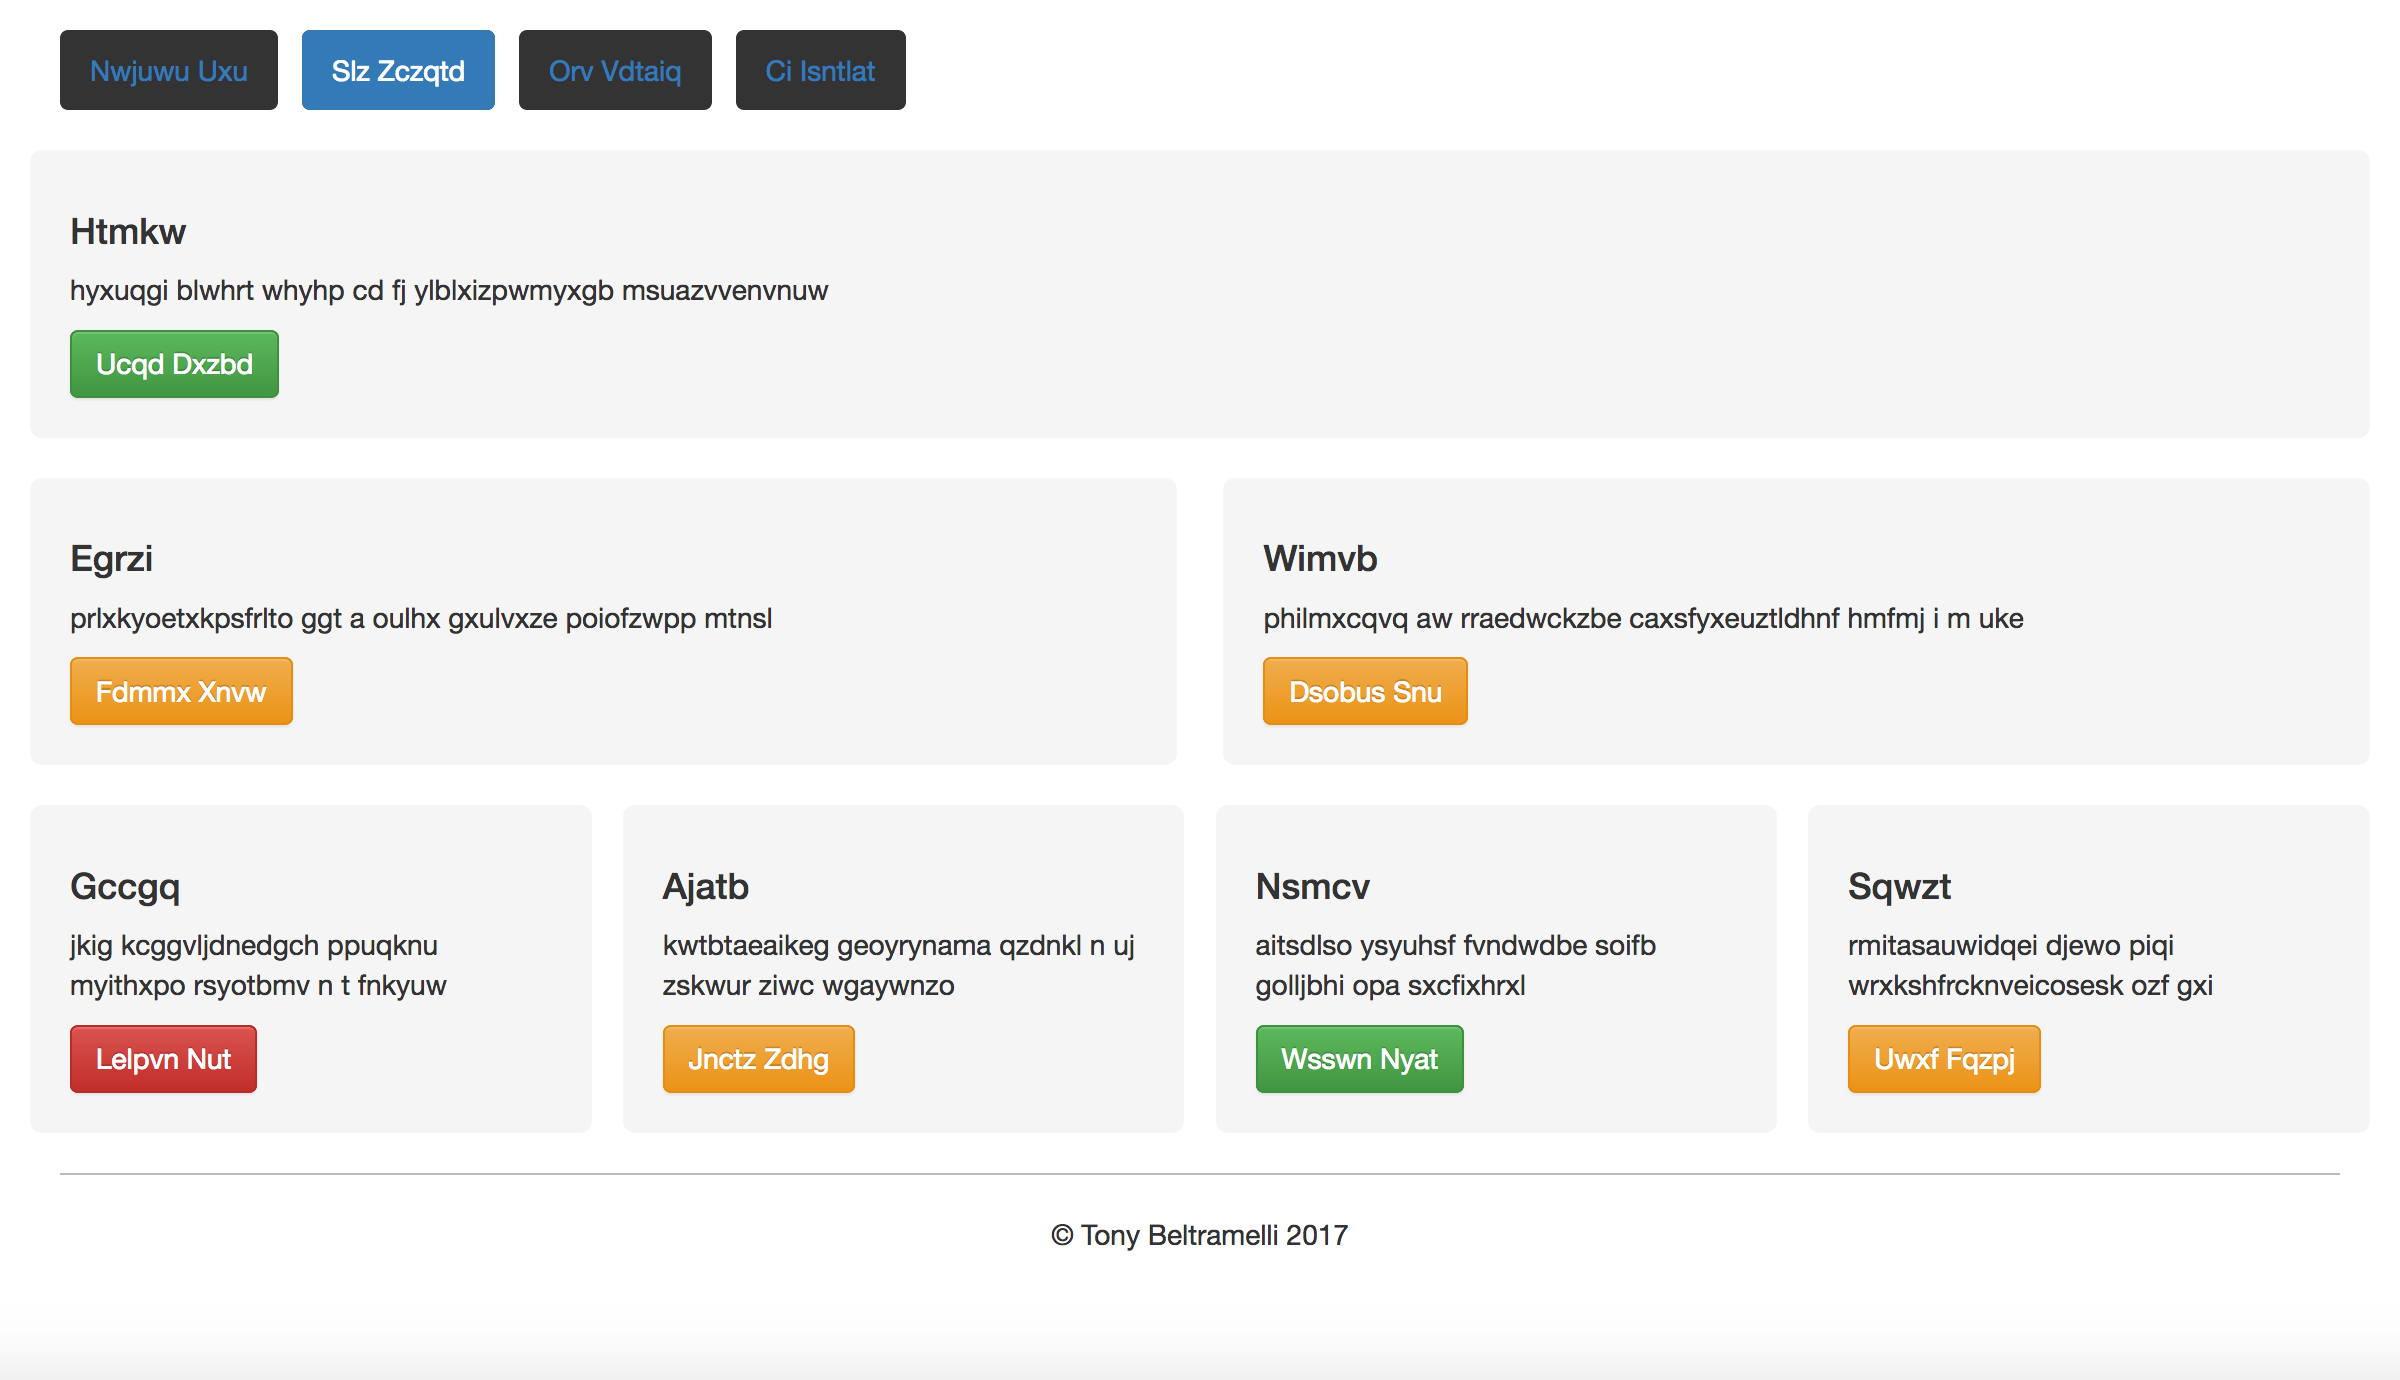 Nwjuwu Uxu Slz Zczqtd Orv Vdtaiq Ci Isntlat
Htmkw
hyxuqgi blwhrt whyhp cd fj ylblxizpwmyxgb msuazvvenvnuw
Ucqd Dxzbd
Egrzi
prlxkyoetxkpsfrlto ggt a oulhx gxulvxze poiofzwpp mtnsl
Fdmmx Xnvw
Wimvb
philmxcqvq aw rraedwckzbe caxsfyxeuztldhnf hmfmj i m uke
Dsobus Snu
Gccgq
jkig kcggvljdnedgch ppuqknu
myithxpo rsyotbmv n t fnkyuw
Lelpvn Nut
Ajatb
kwtbtaeaikeg geoyrynama qzdnkl n uj
zskwur ziwc wgaywnzo
Jnctz Zdhg
Nsmcv
aitsdlso ysyuhsf fvndwdbe soifb
golljbhi opa sxcfixhrxl
Wsswn Nyat
Sqwzt
rmitasauwidqei djewo piqi
wrxkshfrcknveicosesk ozf gxi
Uwxf Fqzpj
© Tony Beltramelli 2017